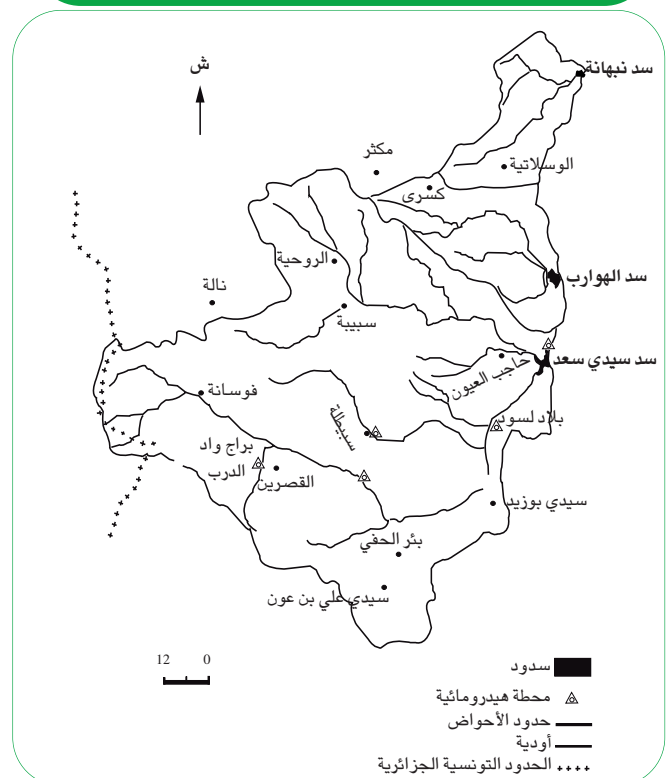 سد نبهانة
ش
مكثر
الوسلاتية
كسرى
الروحية
سد الهوارب
نالة
سبيبة
سد سيدي سعد
حاجب العيون
فوسانة
بلاد لسود
سبيطلة
براج واد
الدرب
القصرين
سيدي بوزيد
بئر الحفي
سيدي علي بن عون
12 0
سدود
محطة هيدرومائية
حدود الأحواض
أودية
الحدود التونسية الجزائرية